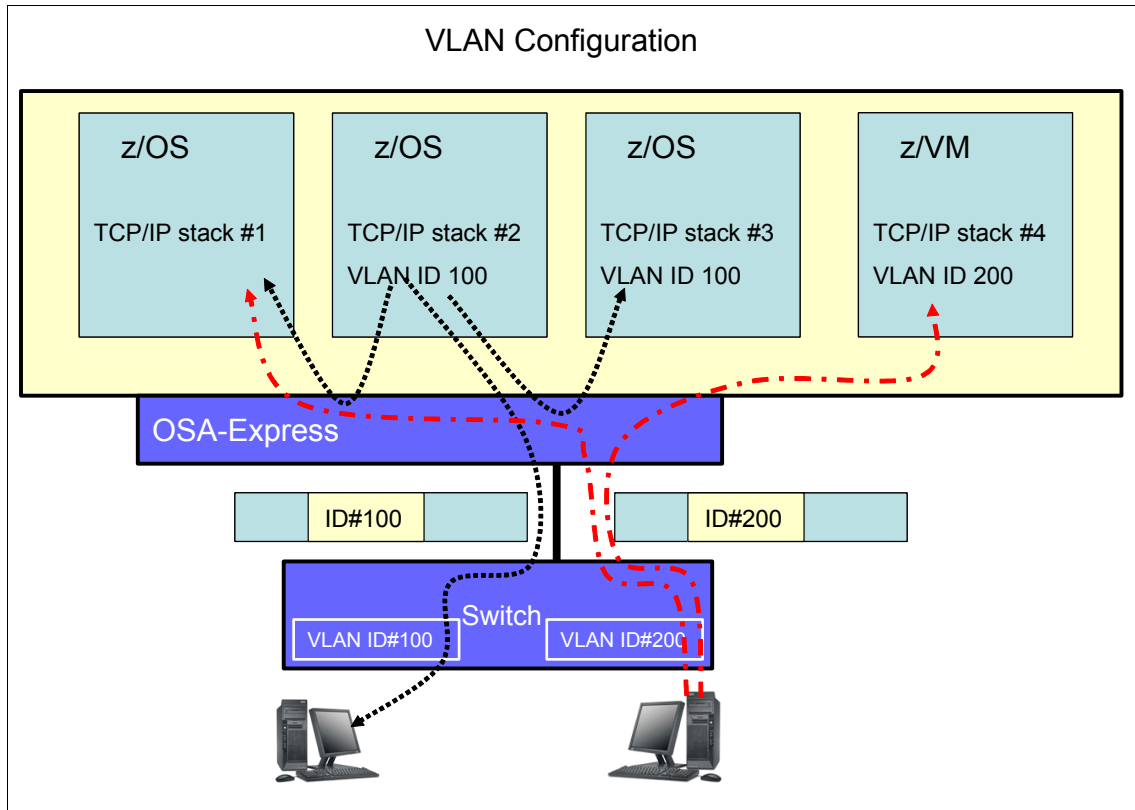 VLAN Configuration
z/OS
TCP/IP stack #1
z/OS
TCP/IP stack #2
VLAN ID 100
z/OS
TCP/IP stack #3
VLAN ID 100
z/VM
TCP/IP stack #4
VLAN ID 200
OSA-Express
ID#100
ID#200
Switch
VLAN ID#100
VLAN ID#200